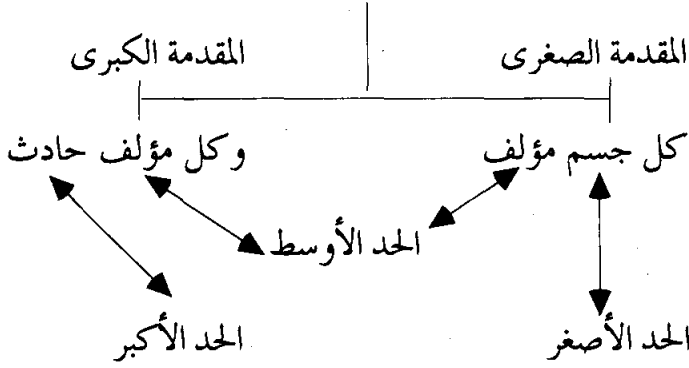 المقدمة الصغرى
المقدمة الكبرى
كل جسم مؤلف
وكل مؤلف حادث
الحد الأوسط
الحد الأصغر
الحد الأكبر